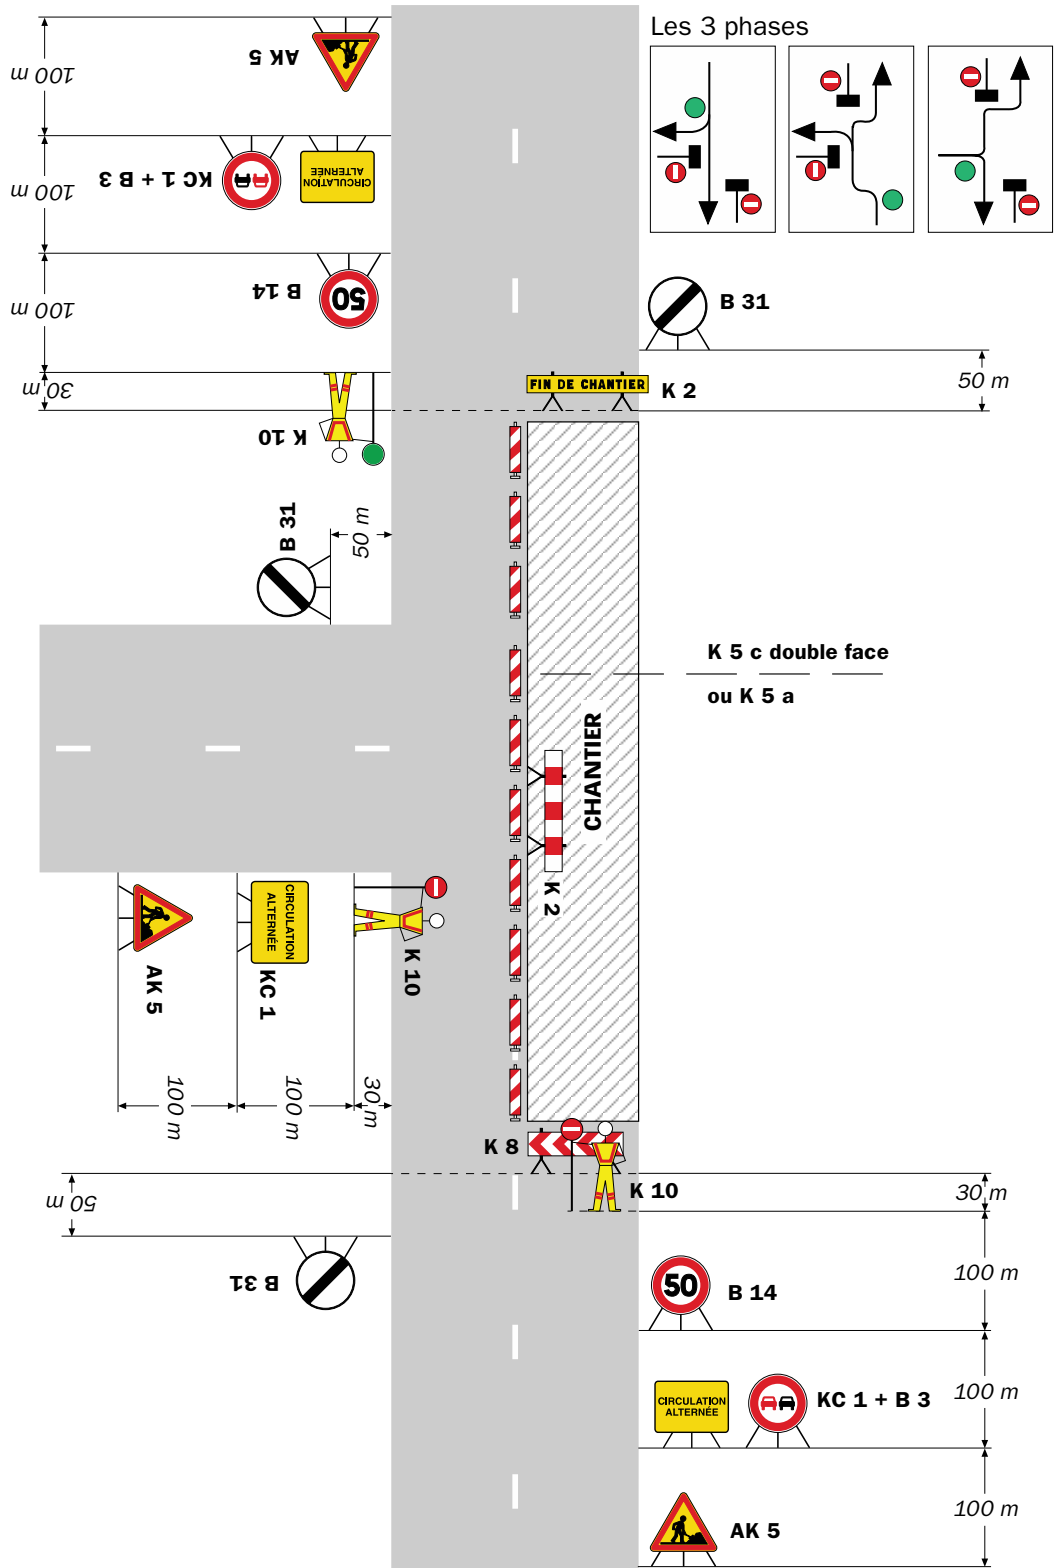 Les 3 phases
100 m
AK 5
100 m
KC 1 + B 3
CIRCULATION
ALTERNÉE
100 m
B 14
50
B 31
50 m
30 m
K 10
FIN DE CHANTIER
K 2
B 31
50 m
K 5 c double face
ou K 5 a
CHANTIER
K 2
AK 5
CIRCULATION
ALTERNÉE
KC 1
K 10
100 m
100 m
30 m
K 8
K 10
30 m
50 m
B 31
50
B 14
100 m
CIRCULATION
ALTERNÉE
KC 1 + B 3
100 m
AK 5
100 m